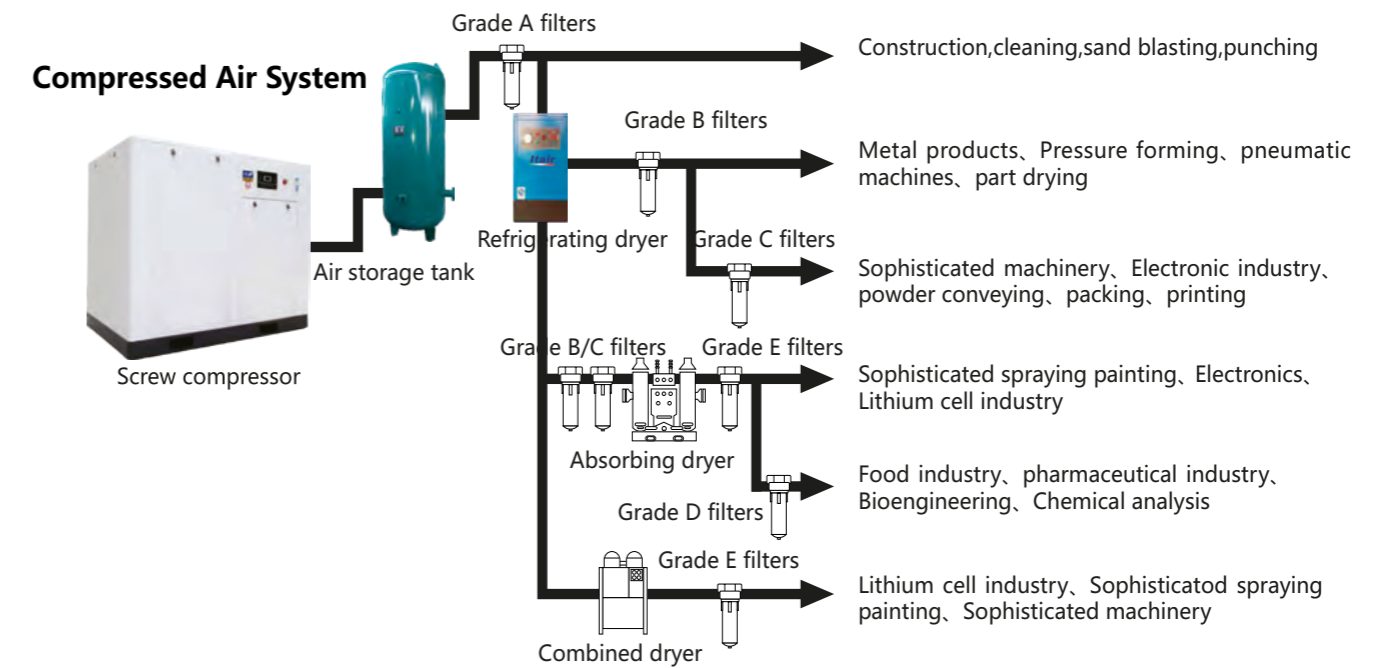 Grade A filters
Construction,cleaning,sand blasting,punching
Compressed Air System
Grade B filters
Metal products、Pressure forming、pneumatic
machines、part drying
Itair
Refrigerating dryer
Grade C filters
Air storage tank
Sophisticated machinery、Electronic industry、
powder conveying、packing、printing
Screw compressor
Grade B/C filters
Grade E filters
Sophisticated spraying painting、Electronics、
Lithium cell industry
Absorbing dryer
Food industry、pharmaceutical industry、
Bioengineering、Chemical analysis
Grade D filters
Grade E filters
Lithium cell industry、Sophisticatod spraying
painting、Sophisticated machinery
Combined dryer